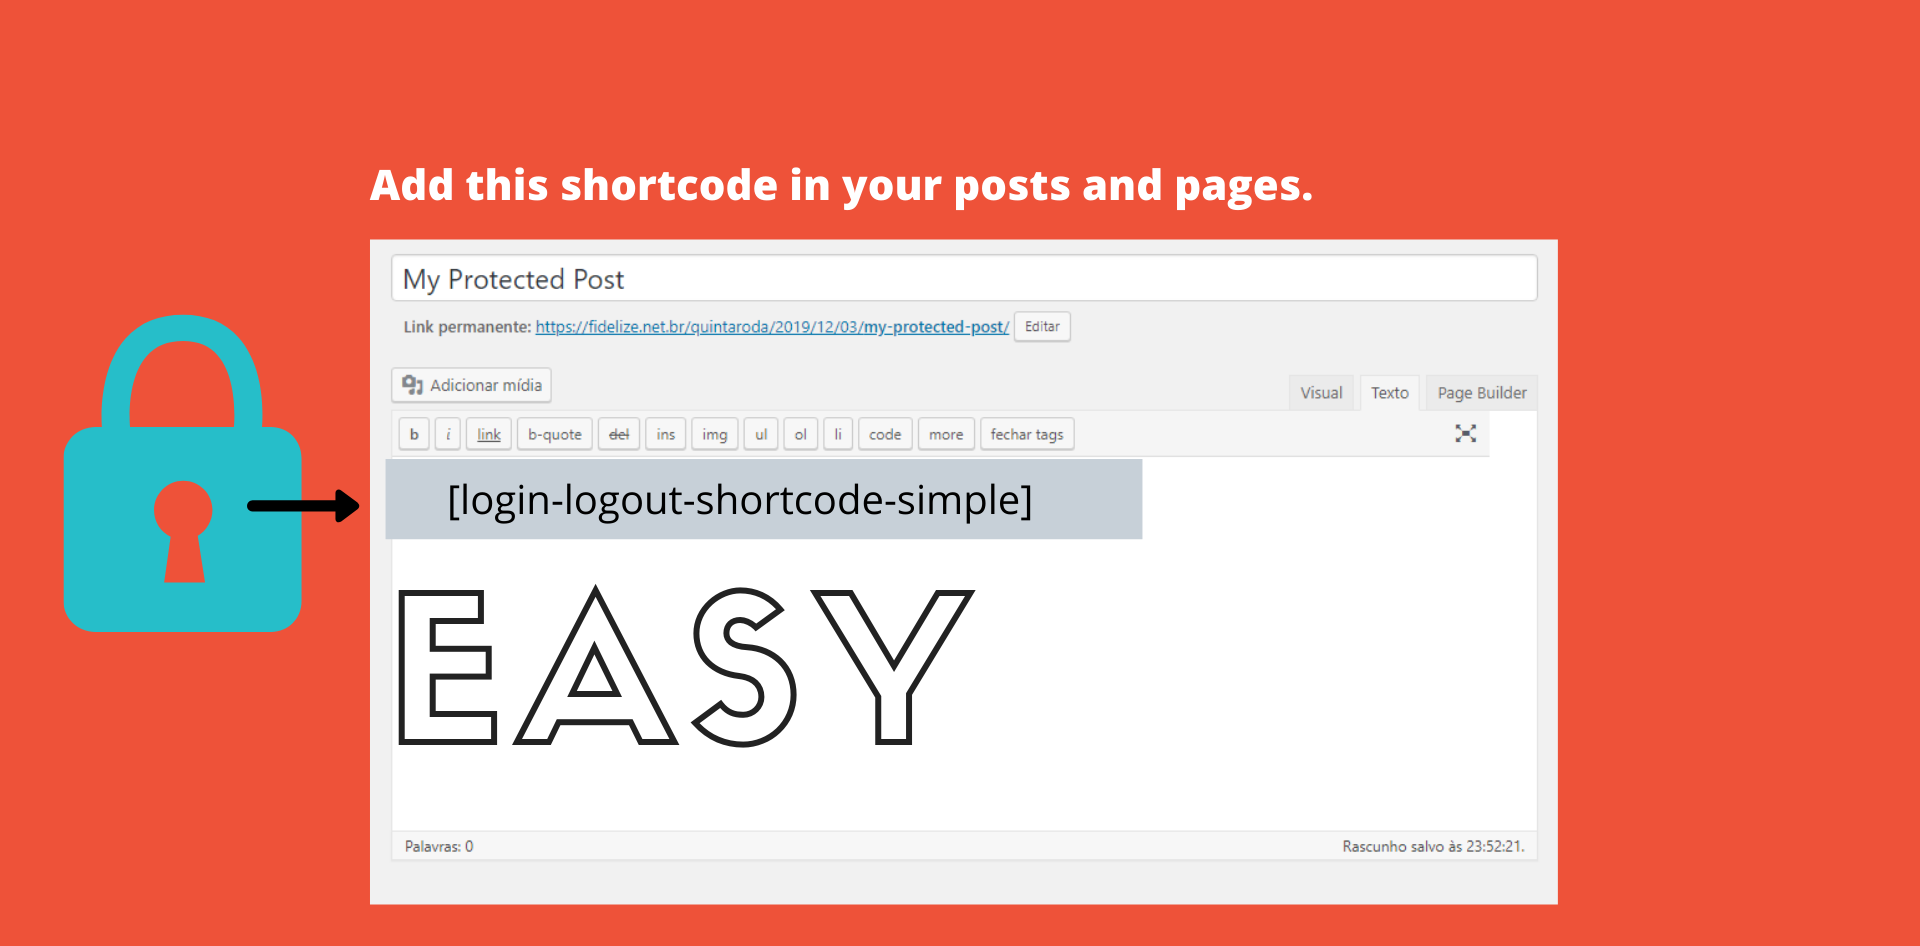 Add this shortcode in your posts and pages.
My Protected Post
Link permanente: https://fidelize.net.br/quintaroda/2019/12/03/my-protected-post/ Editar
Adicionar mídia
Visual Texto Page Builder
b i link b-quote del ins img ul ol li code more fechar tags
[login-logout-shortcode-simple]
EASY
Palavras: 0 Rascunho salvo às 23:52:21.